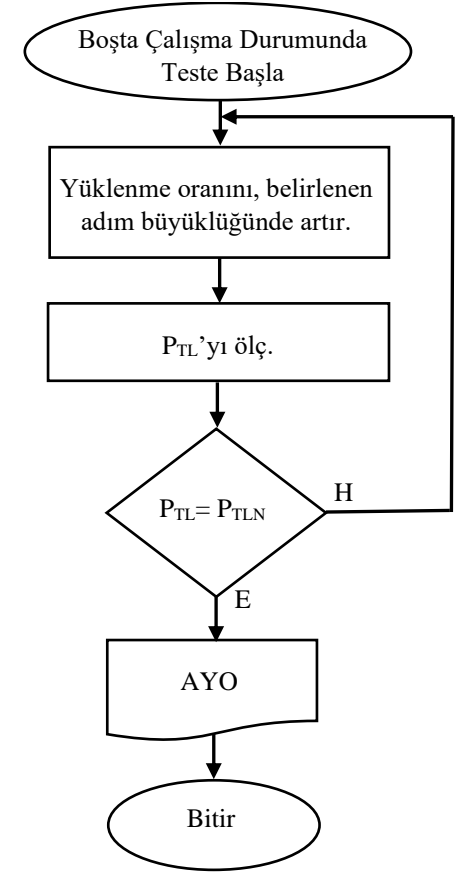 Boşta Çalışma Durumunda
Teste Başla
Yüklenme oranını, belirlenen
adım büyüklüğünde artır.
PTL’yı ölç.
PTL= PTLN
H
E
AYO
Bitir